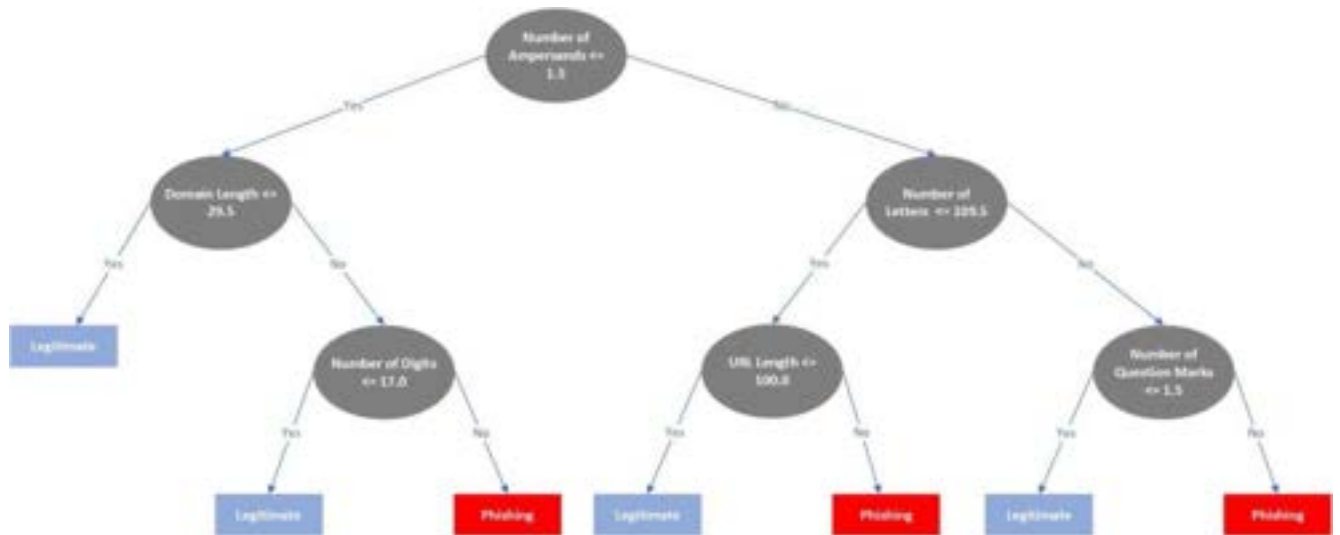 Number of
Ampersands <=
1.5
Yes
No
Domain Length <=
29.5
Number of
Letters <= 109.5
Yes
No
Yes
No
Legitimate
Number of Digits
<= 17.0
URL Length <=
100.0
Number of
Question Marks
<= 1.5
Yes
No
Yes
No
Yes
No
Legitimate
Phishing
Legitimate
Phishing
Legitimate
Phishing